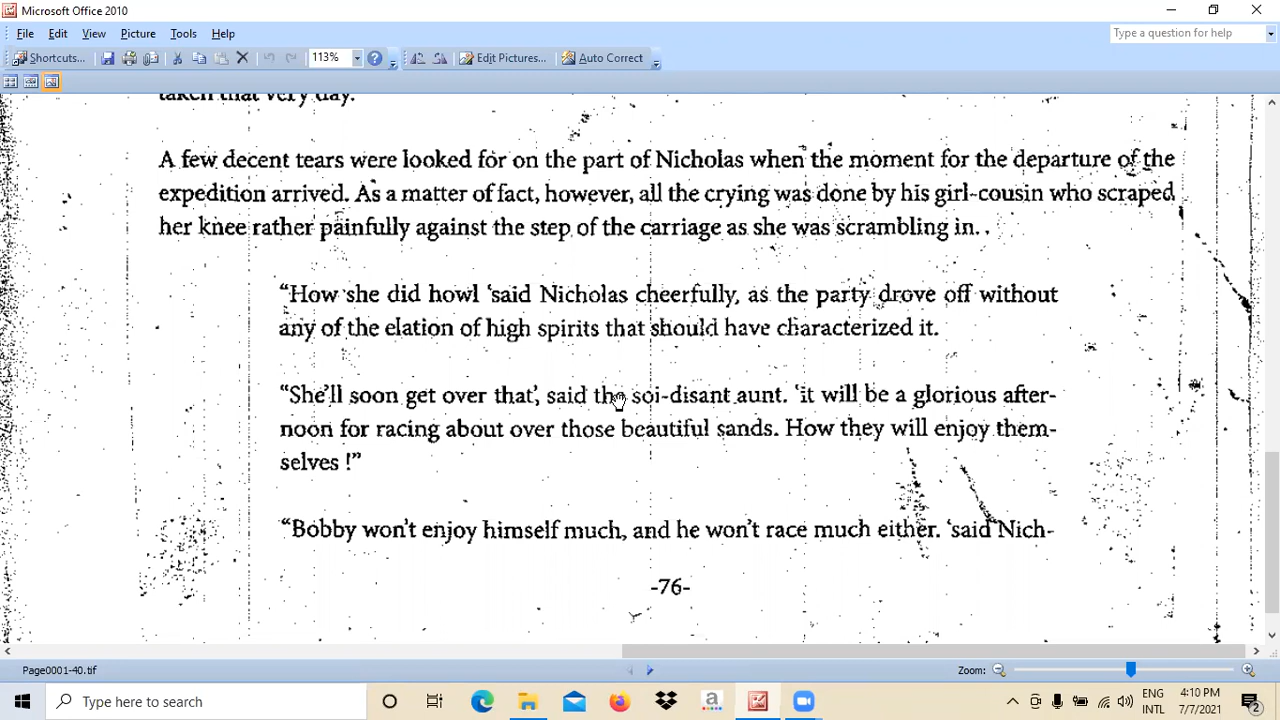 Microsoft Office 2010
File Edit View Picture Tools Help
Type a question for help
Shortcuts... 113% Edit Pictures... Auto Correct
taken that very day.
A few decent tears were looked for on the part of Nicholas when the moment for the departure of the
expedition arrived. As a matter of fact, however, all the crying was done by his girl-cousin who scraped
her knee rather painfully against the step of the carriage as she was scrambling in. .
“How she did howl ‘said Nicholas cheerfully, as the party drove off without
any of the elation of high spirits that should have characterized it.
“She’ll soon get over that’, said the soi-disant aunt. ‘it will be a glorious after-
noon for racing about over those beautiful sands. How they will enjoy them-
selves !”
“Bobby won’t enjoy himself much, and he won’t race much either. ‘said Nich-
-76-
Page0001-40.tif
Zoom:
Type here to search
a
ENG
INTL
4:10 PM
7/7/2021
2